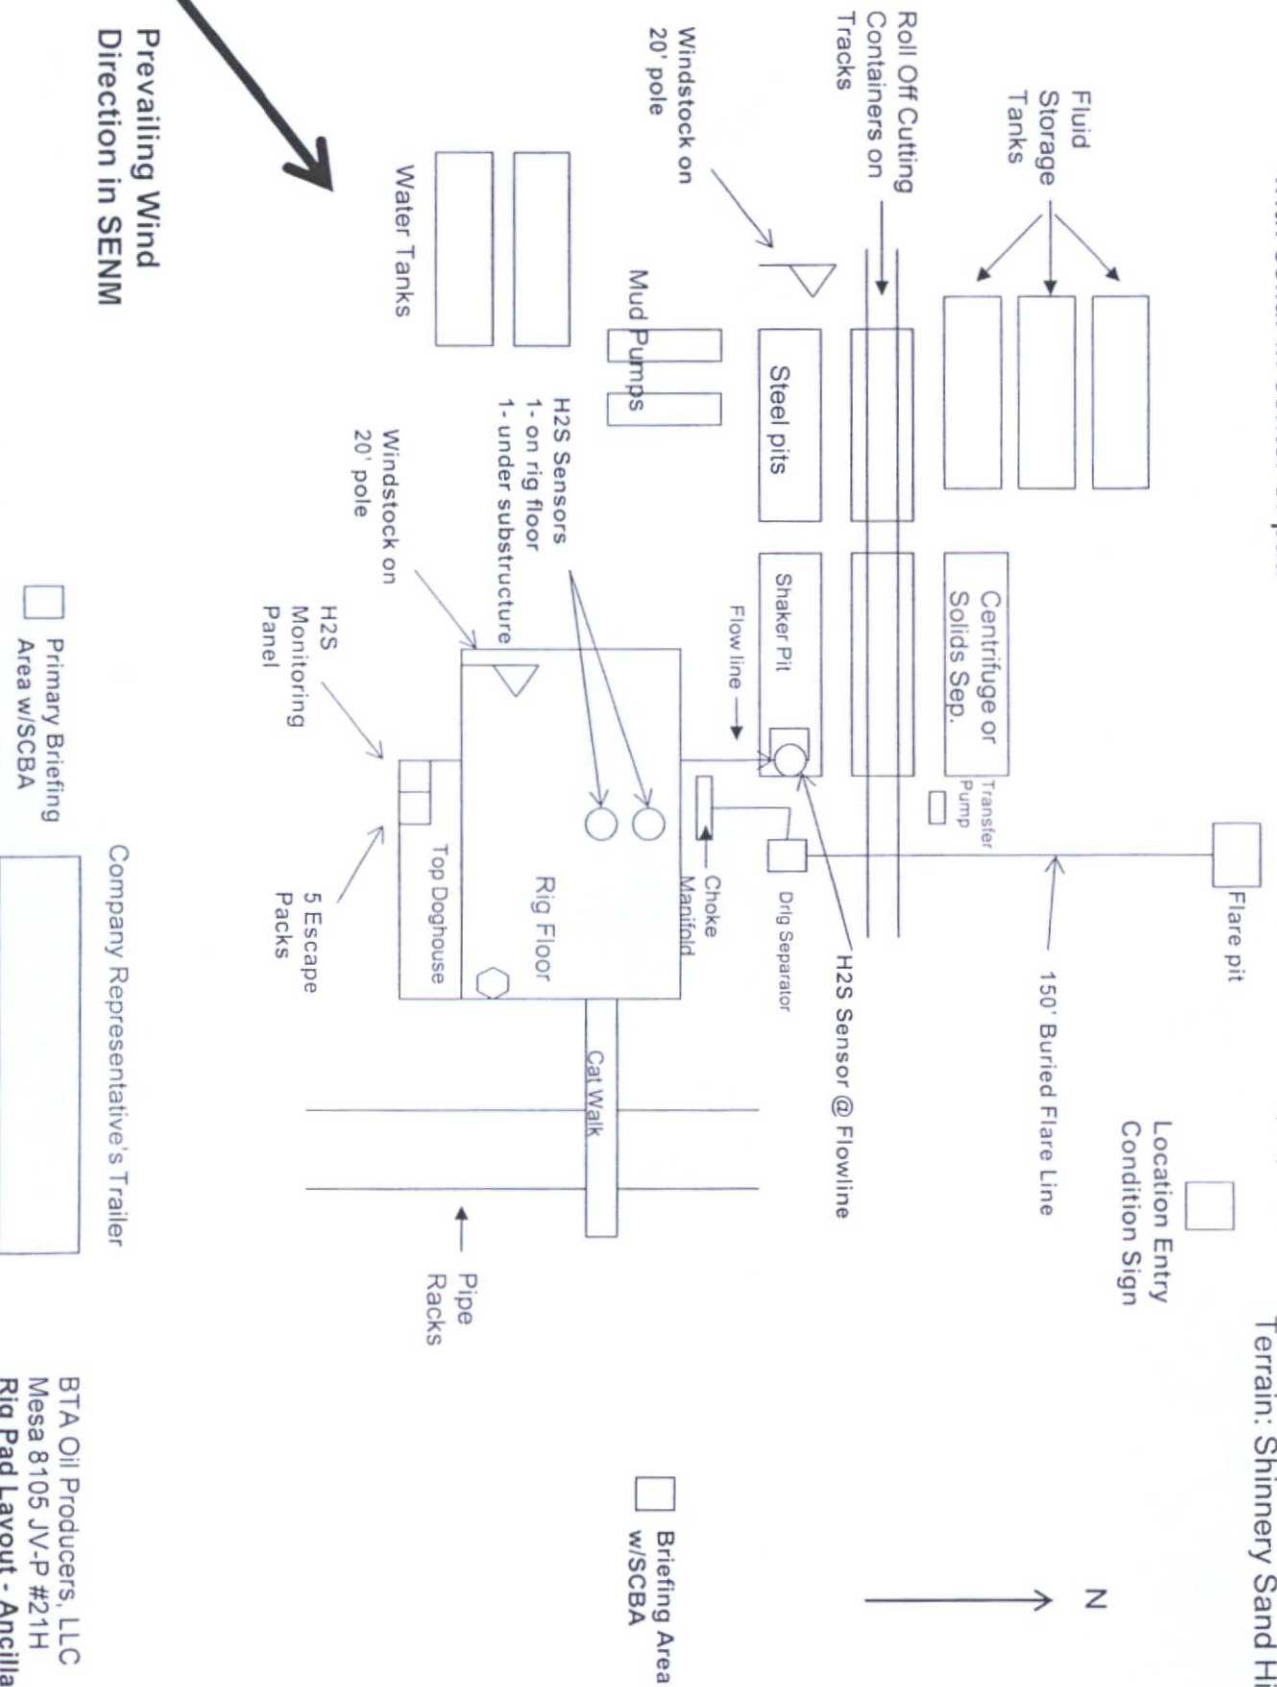 Terrain: Shinnery Sand Hi
Flare pit
Location Entry
Condition Sign
N
Fluid
Storage
Tanks
150' Buried Flare Line
Centrifuge or
Solids Sep.
Transfer
Pump
Roll Off Cutting
Containers on
Tracks
H2S Sensor @ Flowline
Steel pits
Shaker Pit
Drlg Separator
Windstock on
20' pole
Flow line
Choke
Manifold
Briefing Area
w/SCBA
Mud Pumps
H2S Sensors
1- on rig floor
1- under substructure
Rig Floor
Cat Walk
Water Tanks
Windstock on
20' pole
Top Doghouse
Pipe
Racks
H2S
Monitoring
Panel
5 Escape
Packs
Prevailing Wind
Direction in SENM
Company Representative's Trailer
Primary Briefing
Area w/SCBA
BTA Oil Producers, LLC
Mesa 8105 JV-P #21H
Rig Pad Layout - Ancilla